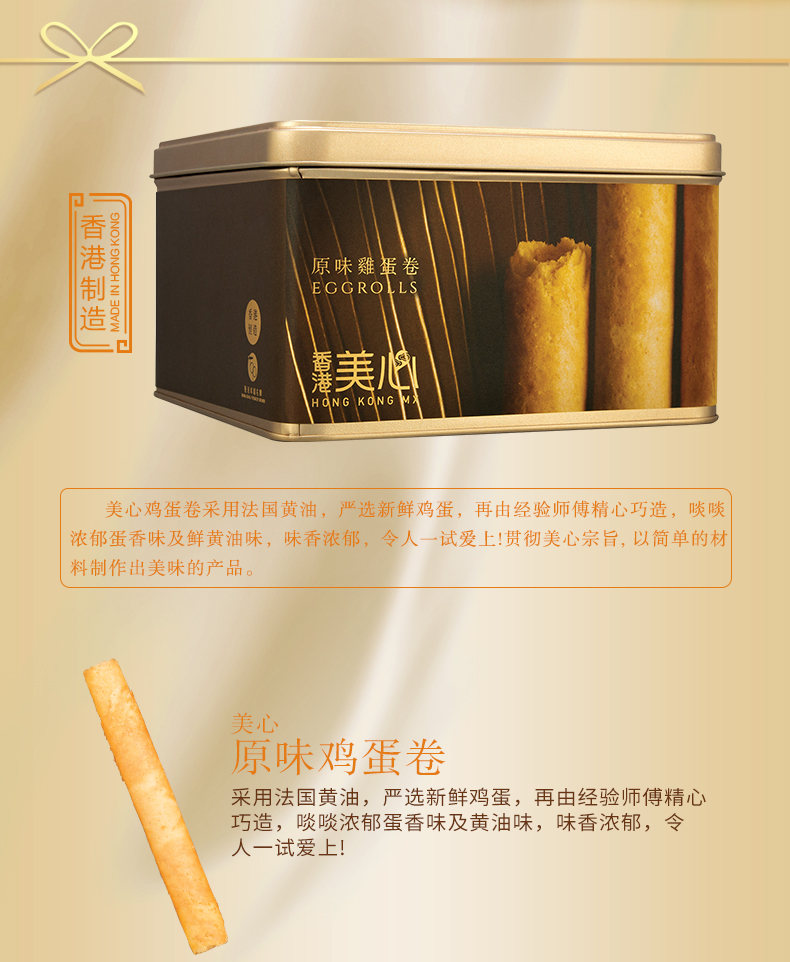 香港制造
MADE IN HONG KONG
原味雞蛋卷
EGGROLLS
香港美心
HONG KONG MX
香港
制造
美心鸡蛋卷采用法国黄油，严选新鲜鸡蛋，再由经验师傅精心巧造，啖啖
浓郁蛋香味及鲜黄油味，味香浓郁，令人一试爱上!贯彻美心宗旨,以简单的材
料制作出美味的产品。
美心
原味鸡蛋卷
采用法国黄油，严选新鲜鸡蛋，再由经验师傅精心
巧造，啖啖浓郁蛋香味及黄油味，味香浓郁，令
人一试爱上!